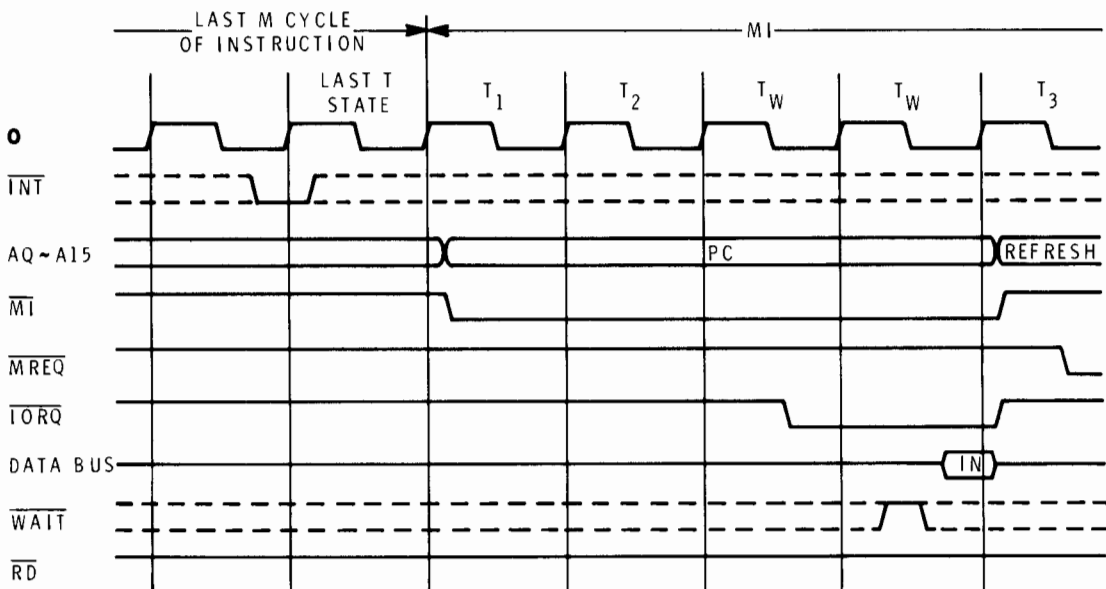 LAST M CYCLE
OF INSTRUCTION
MI
LAST T
STATE
T1
T2
TW
TW
T3
O
INT
AQ~A15
PC
REFRESH
MI
MREQ
IORQ
DATA BUS
IN
WAIT
RD